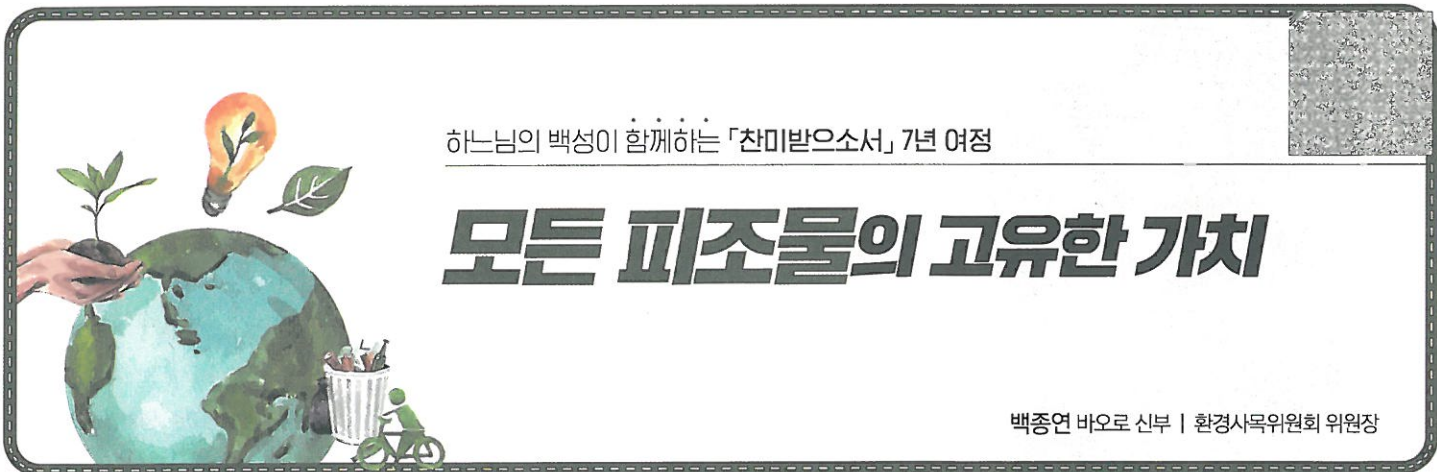 하느님의 백성이 함께하는 「찬미받으소서」 7년 여정
모든 피조물의 고유한 가치
백종연 바오로 신부 | 환경사목위원회 위원장